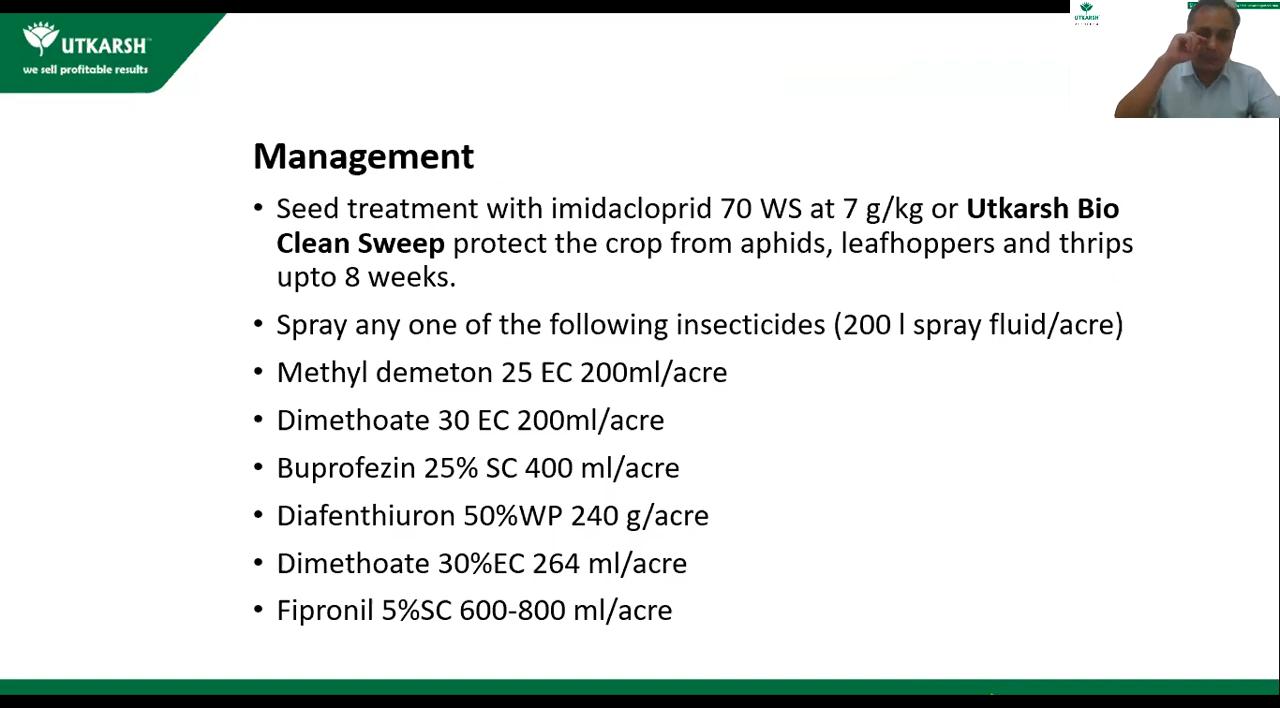 UTKARSH™
we sell profitable results
UTKARSH
Management
• Seed treatment with imidacloprid 70 WS at 7 g/kg or Utkarsh Bio
Clean Sweep protect the crop from aphids, leafhoppers and thrips
upto 8 weeks.
• Spray any one of the following insecticides (200 l spray fluid/acre)
• Methyl demeton 25 EC 200ml/acre
• Dimethoate 30 EC 200ml/acre
• Buprofezin 25% SC 400 ml/acre
• Diafenthiuron 50%WP 240 g/acre
• Dimethoate 30%EC 264 ml/acre
• Fipronil 5%SC 600-800 ml/acre